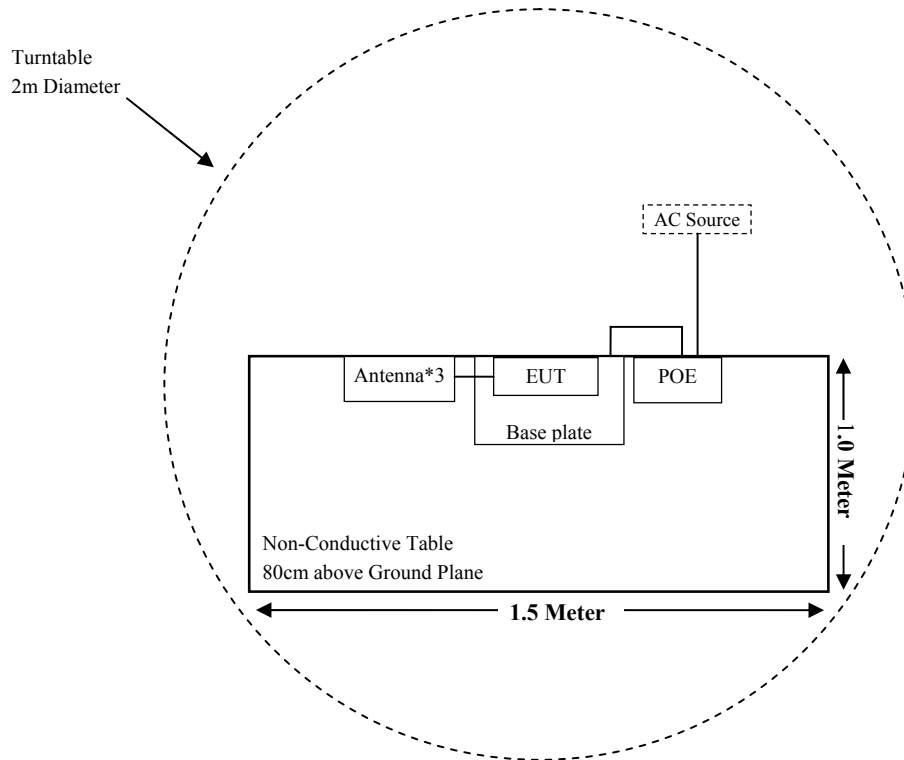 Turntable
2m Diameter
AC Source
Antenna*3
EUT
POE
Base plate
1.0 Meter
Non-Conductive Table
80cm above Ground Plane
1.5 Meter